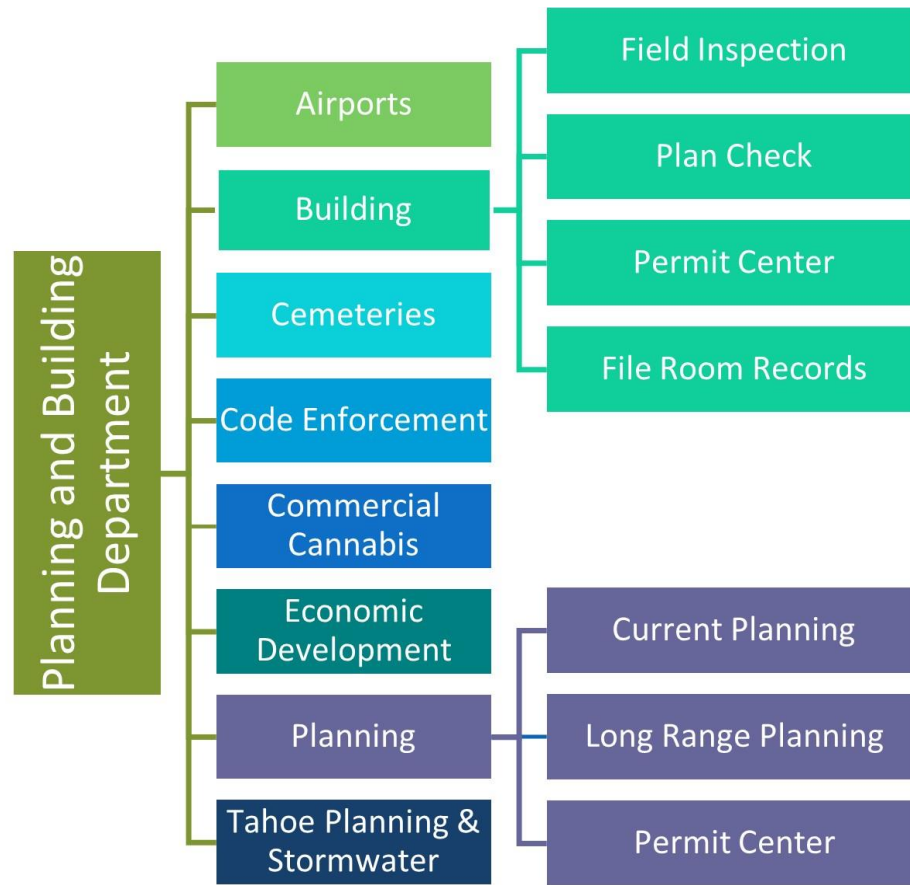 Planning and Building
Department
Airports
Building
Cemeteries
Code Enforcement
Commercial
Cannabis
Economic
Development
Planning
Tahoe Planning &
Stormwater
Field Inspection
Plan Check
Permit Center
File Room Records
Current Planning
Long Range Planning
Permit Center